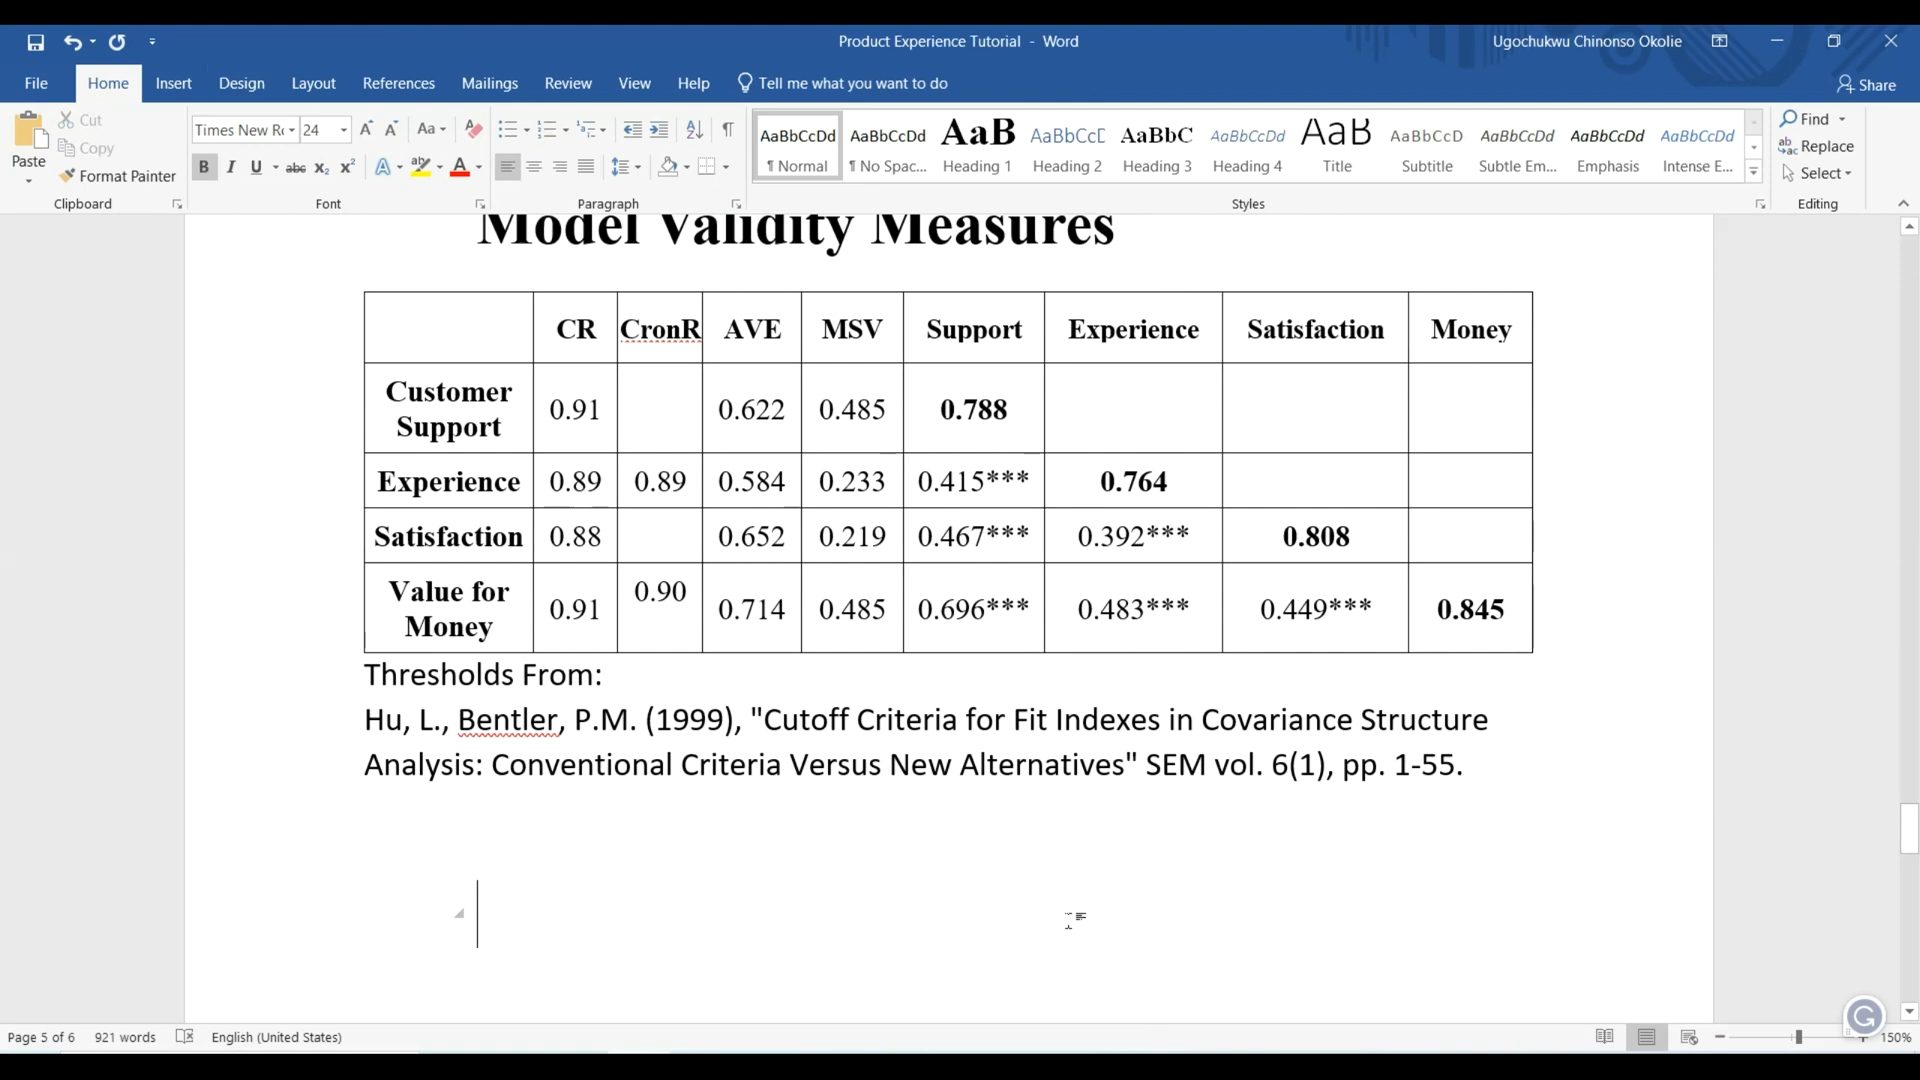 Product Experience Tutorial - Word
Ugochukwu Chinonso Okolie
File Home Insert Design Layout References Mailings Review View Help Tell me what you want to do
Share
Paste
Cut
Copy
Format Painter
Clipboard
Times New Ro 24
Aa
B I U abc x₂ x² A ab A
Font
Paragraph
AaBbCcDd AaBbCcDd AaB AaBbCcD AaBbC AaBbCcDd AaB AaBbCcD AaBbCcDd AaBbCcDd AaBbCcDd
¶ Normal ¶ No Spac... Heading 1 Heading 2 Heading 3 Heading 4 Title Subtitle Subtle Em... Emphasis Intense E...
Styles
Find
Replace
Select
Editing
Model Validity Measures
CR CronR AVE MSV Support Experience Satisfaction Money
Customer
Support
0.91 0.622 0.485 0.788
Experience 0.89 0.89 0.584 0.233 0.415*** 0.764
Satisfaction 0.88 0.652 0.219 0.467*** 0.392*** 0.808
Value for
Money
0.91 0.90 0.714 0.485 0.696*** 0.483*** 0.449*** 0.845
Thresholds From:
Hu, L., Bentler, P.M. (1999), "Cutoff Criteria for Fit Indexes in Covariance Structure
Analysis: Conventional Criteria Versus New Alternatives" SEM vol. 6(1), pp. 1-55.
Page 5 of 6 921 words English (United States)
150%